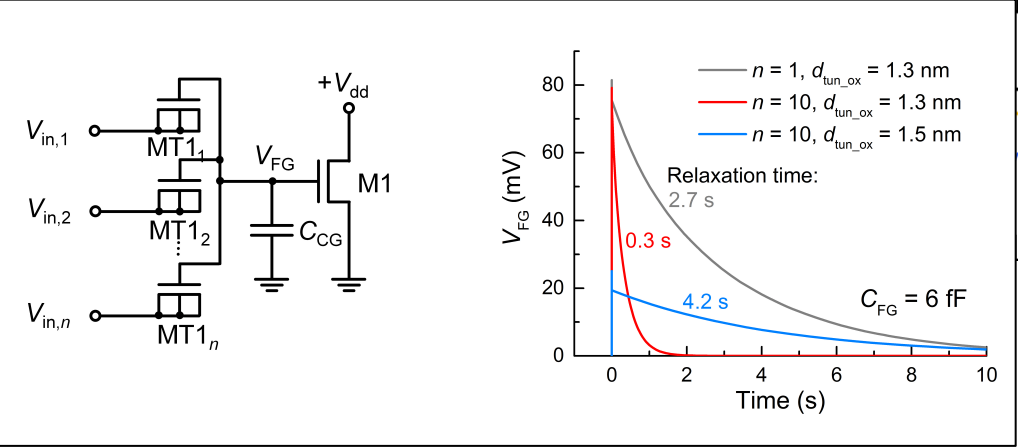 V_in,1
MT1_1
V_in,2
MT1_2
V_in,n
MT1_n
V_FG
C_CG
+V_dd
M1
V_FG (mV)
80
60
40
20
0
n = 1, d_tun_ox = 1.3 nm
n = 10, d_tun_ox = 1.3 nm
n = 10, d_tun_ox = 1.5 nm
Relaxation time:
2.7 s
0.3 s
4.2 s
C_FG = 6 fF
0 2 4 6 8 10
Time (s)